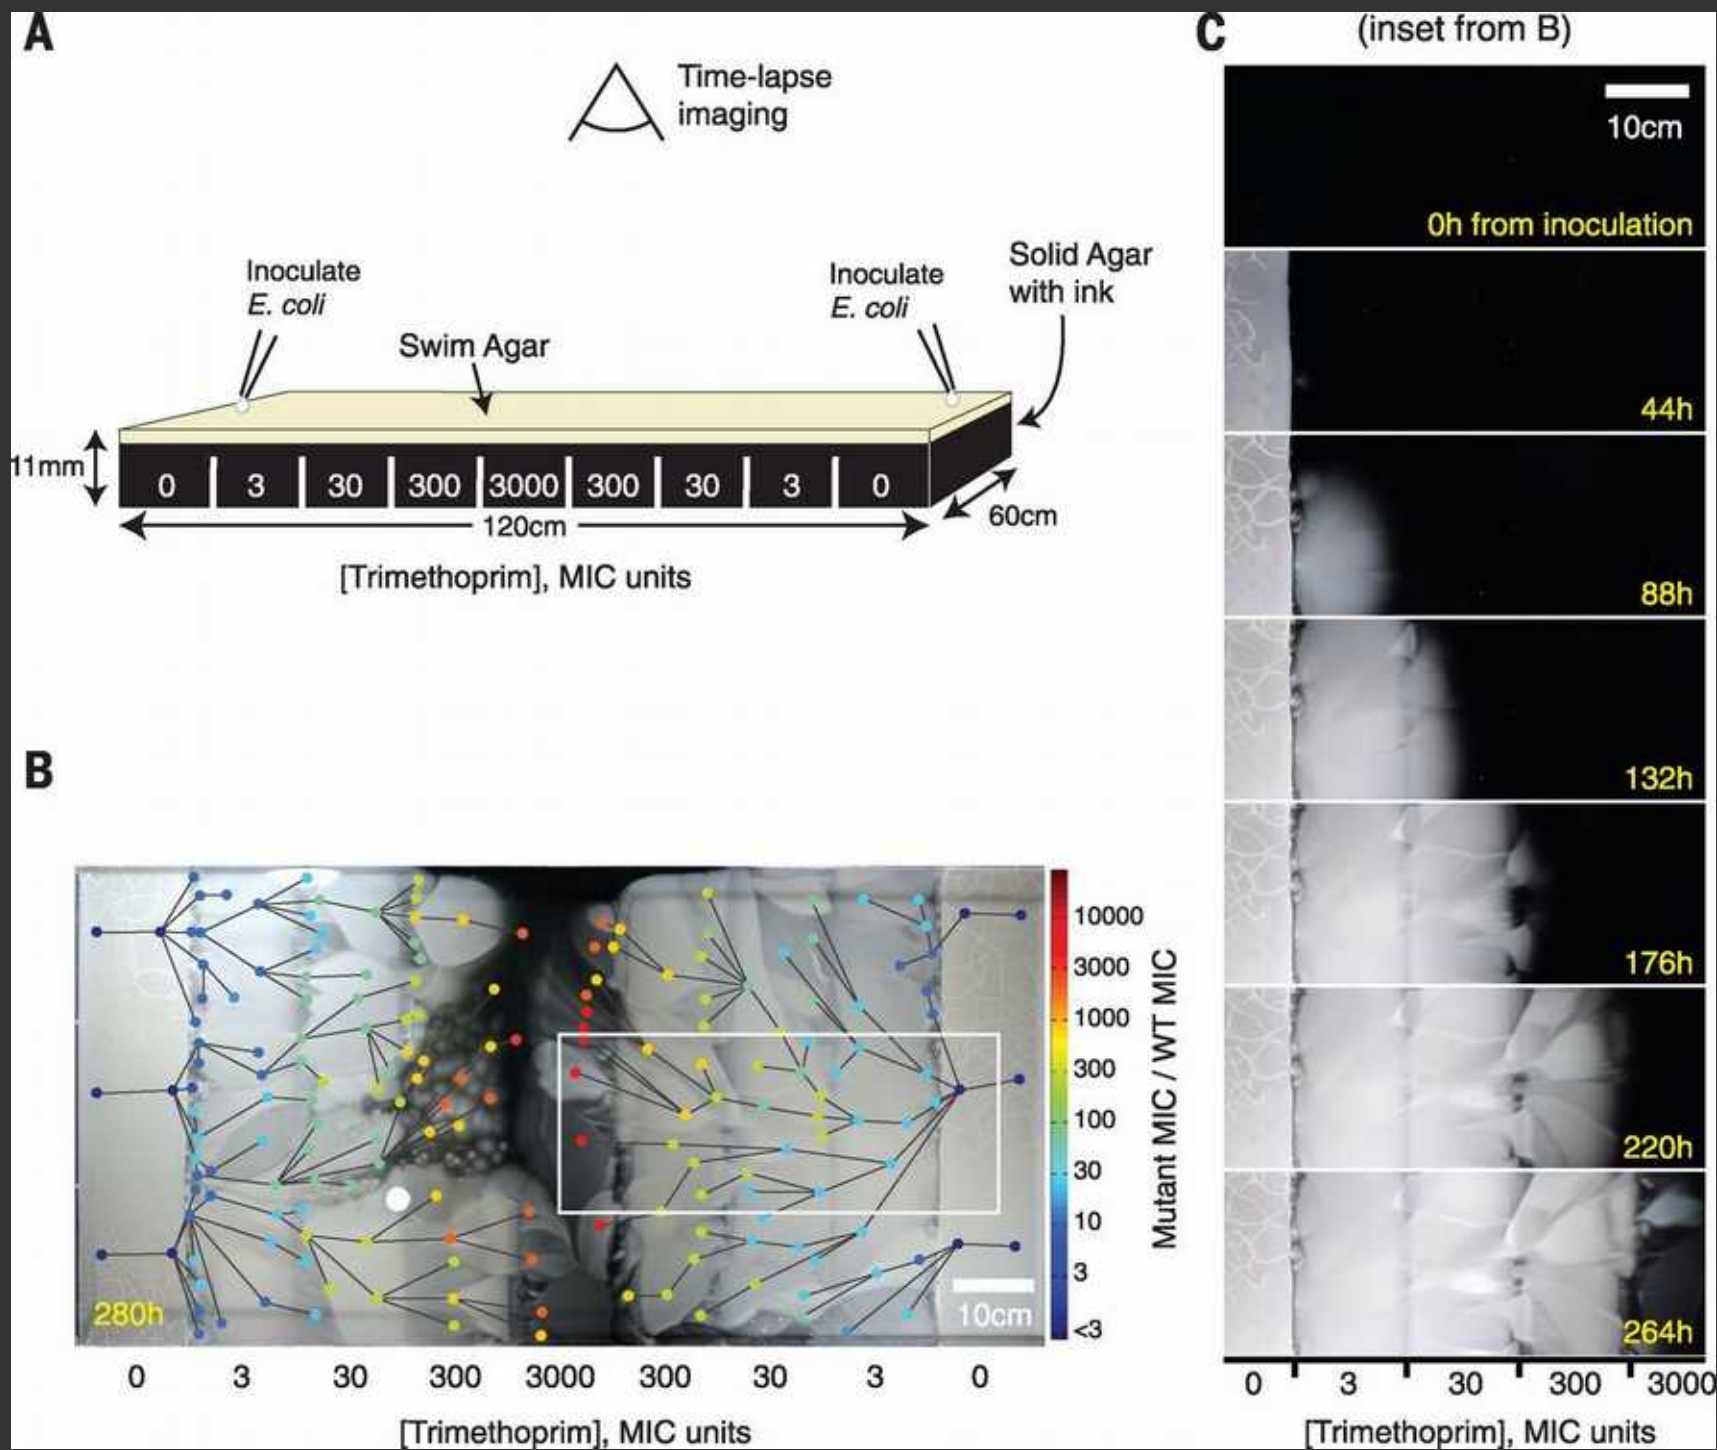 A
Time-lapse
imaging
Inoculate
E. coli
Swim Agar
Inoculate
E. coli
Solid Agar
with ink
11mm
0 3 30 300 3000 300 30 3 0
120cm
60cm
[Trimethoprim], MIC units
B
280h
10cm
10000
3000
1000
300
100
30
10
3
<3
Mutant MIC / WT MIC
0 3 30 300 3000 300 30 3 0
[Trimethoprim], MIC units
C
(inset from B)
10cm
0h from inoculation
44h
88h
132h
176h
220h
264h
0 3 30 300 3000
[Trimethoprim], MIC units